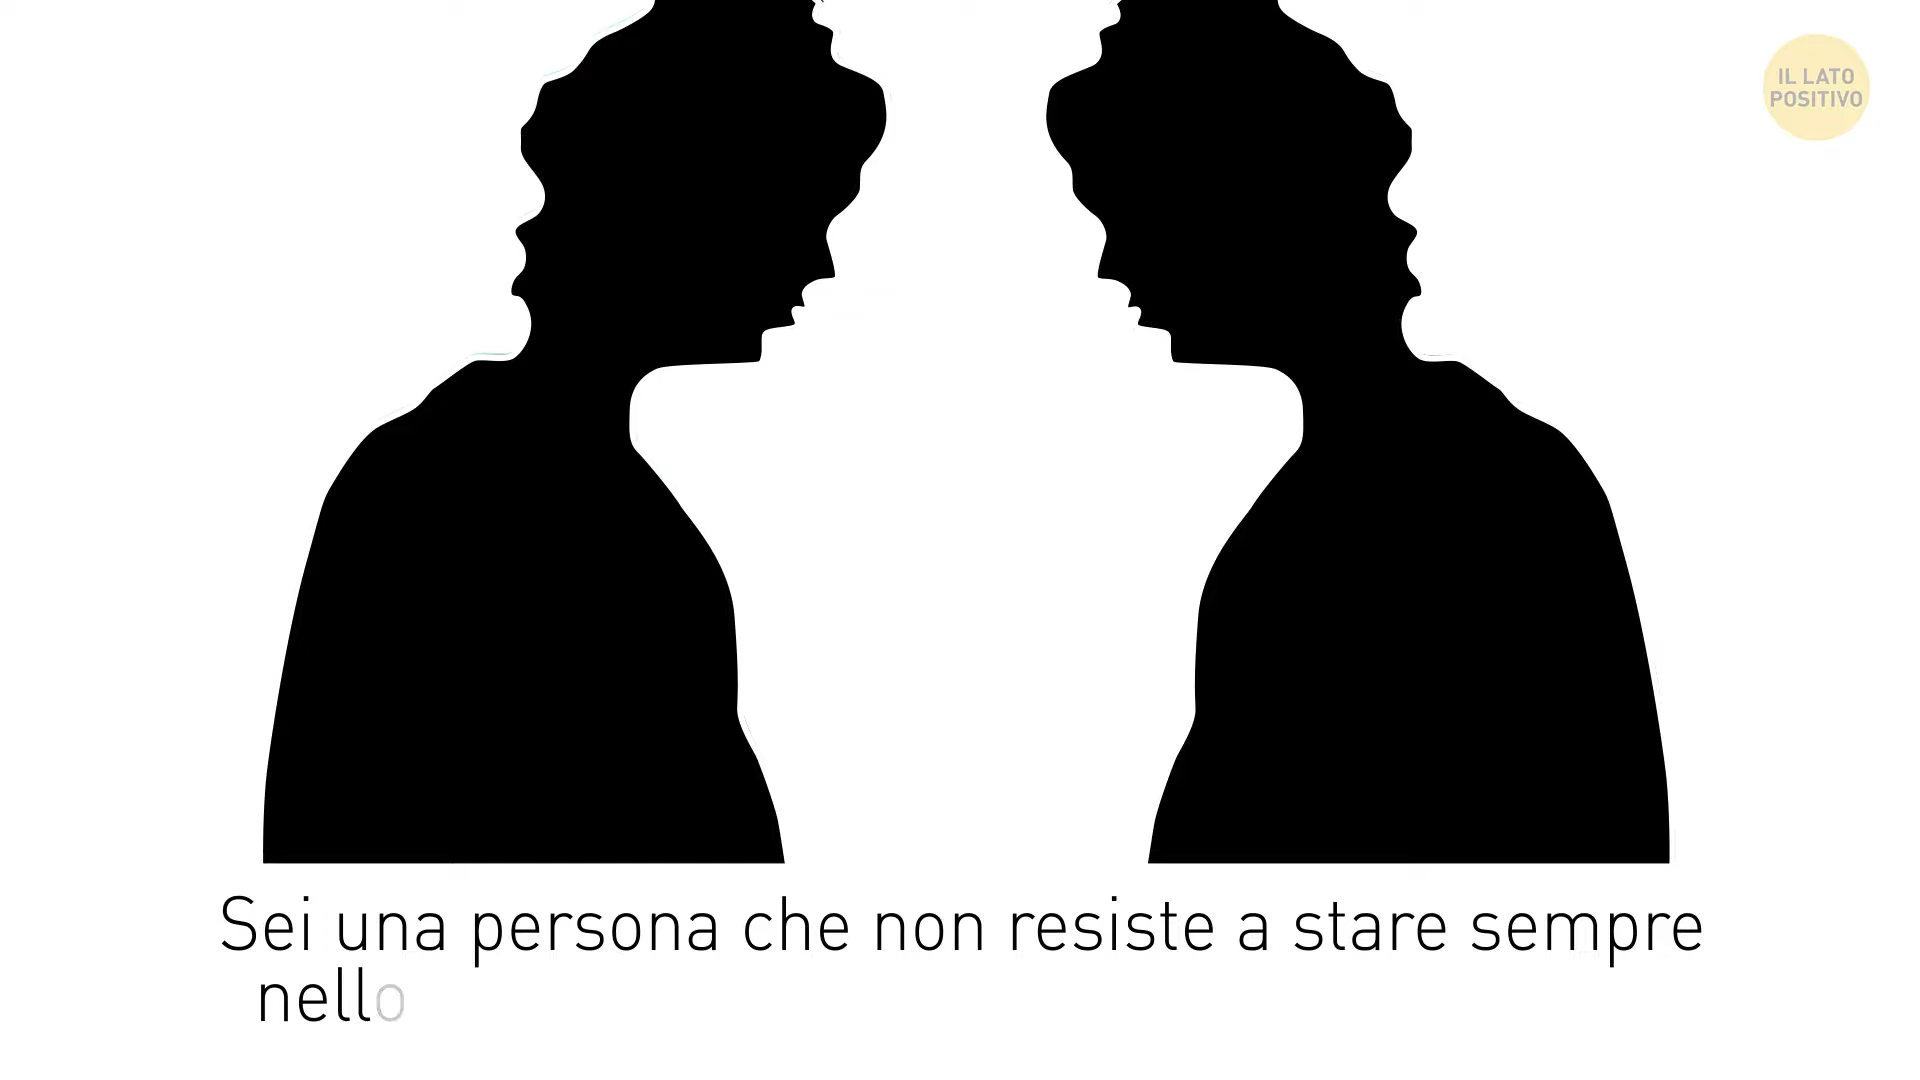 IL LATO
POSITIVO
Sei una persona che non resiste a stare sempre
nello